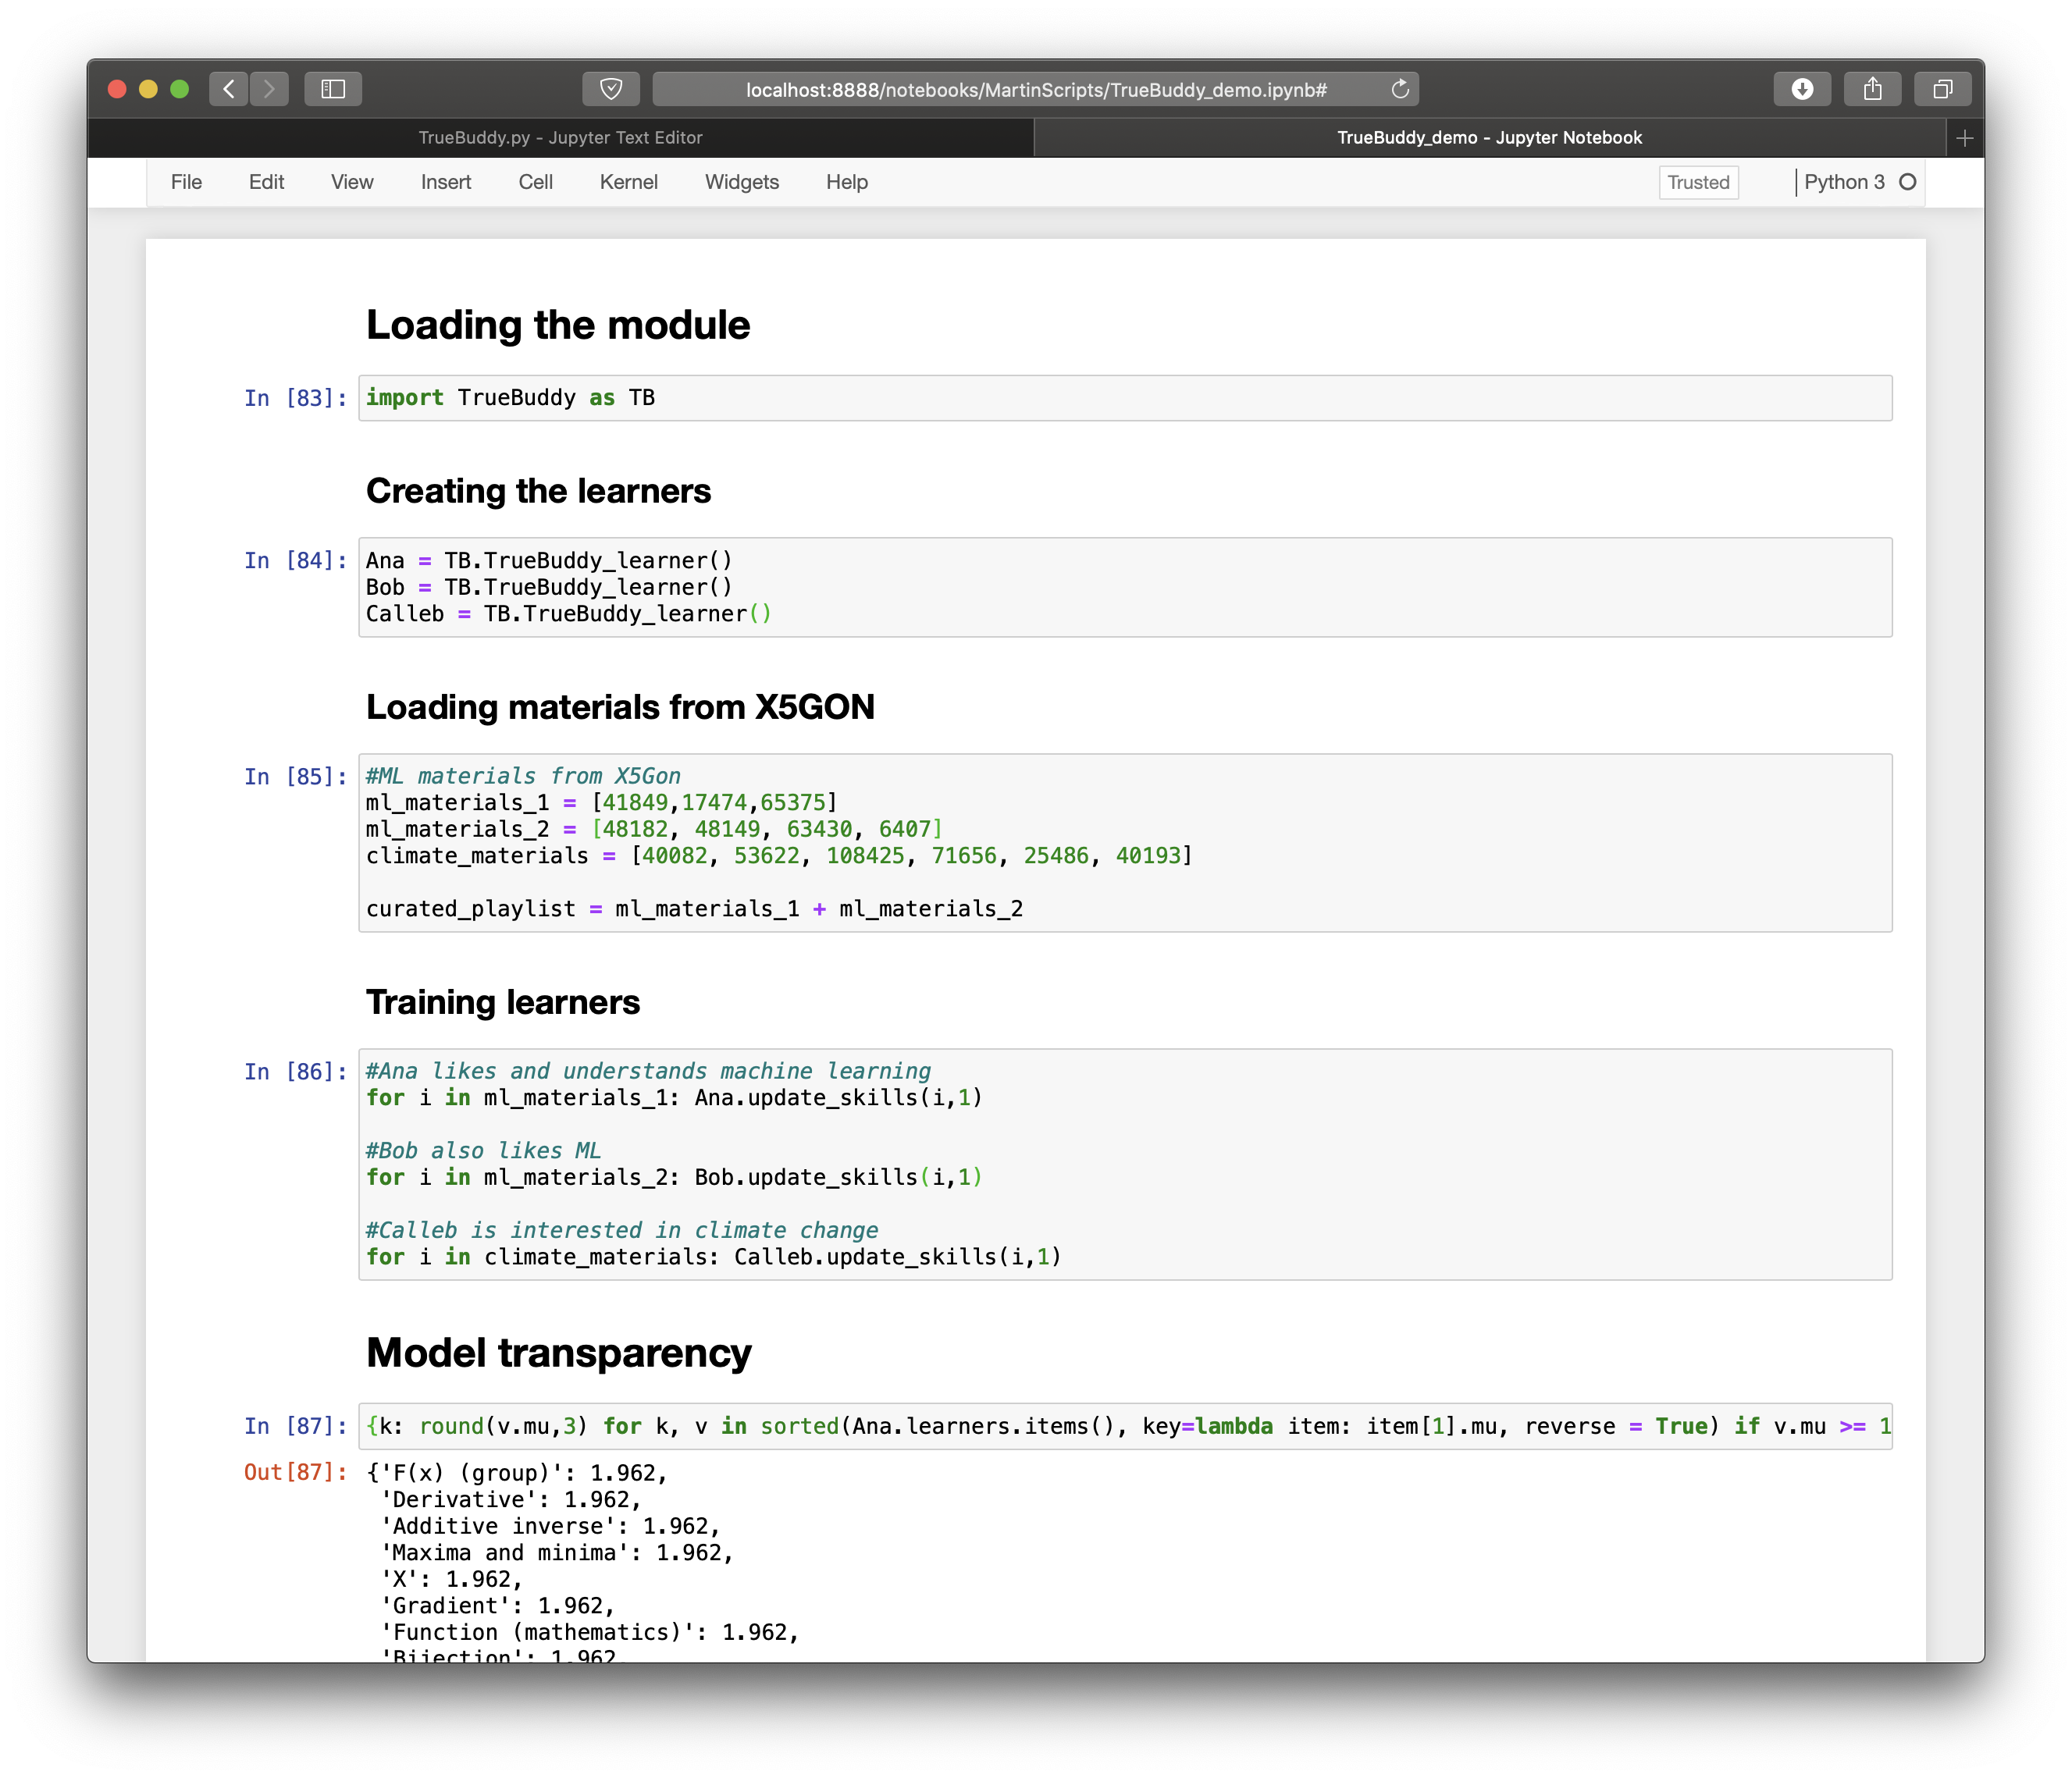 localhost:8888/notebooks/MartinScripts/TrueBuddy_demo.ipynb#
TrueBuddy.py - Jupyter Text Editor
TrueBuddy_demo - Jupyter Notebook
File Edit View Insert Cell Kernel Widgets Help Trusted Python 3
Loading the module
In [83]: import TrueBuddy as TB
Creating the learners
In [84]: Ana = TB.TrueBuddy_learner()
Bob = TB.TrueBuddy_learner()
Calleb = TB.TrueBuddy_learner()
Loading materials from X5GON
In [85]: #ML materials from X5Gon
ml_materials_1 = [41849,17474,65375]
ml_materials_2 = [48182, 48149, 63430, 6407]
climate_materials = [40082, 53622, 108425, 71656, 25486, 40193]
curated_playlist = ml_materials_1 + ml_materials_2
Training learners
In [86]: #Ana likes and understands machine learning
for i in ml_materials_1: Ana.update_skills(i,1)
#Bob also likes ML
for i in ml_materials_2: Bob.update_skills(i,1)
#Calleb is interested in climate change
for i in climate_materials: Calleb.update_skills(i,1)
Model transparency
In [87]: {k: round(v.mu,3) for k, v in sorted(Ana.learners.items(), key=lambda item: item[1].mu, reverse = True) if v.mu >= 1
Out[87]: {'F(x) (group)': 1.962,
'Derivative': 1.962,
'Additive inverse': 1.962,
'Maxima and minima': 1.962,
'X': 1.962,
'Gradient': 1.962,
'Function (mathematics)': 1.962,
'Bijection': 1.962,